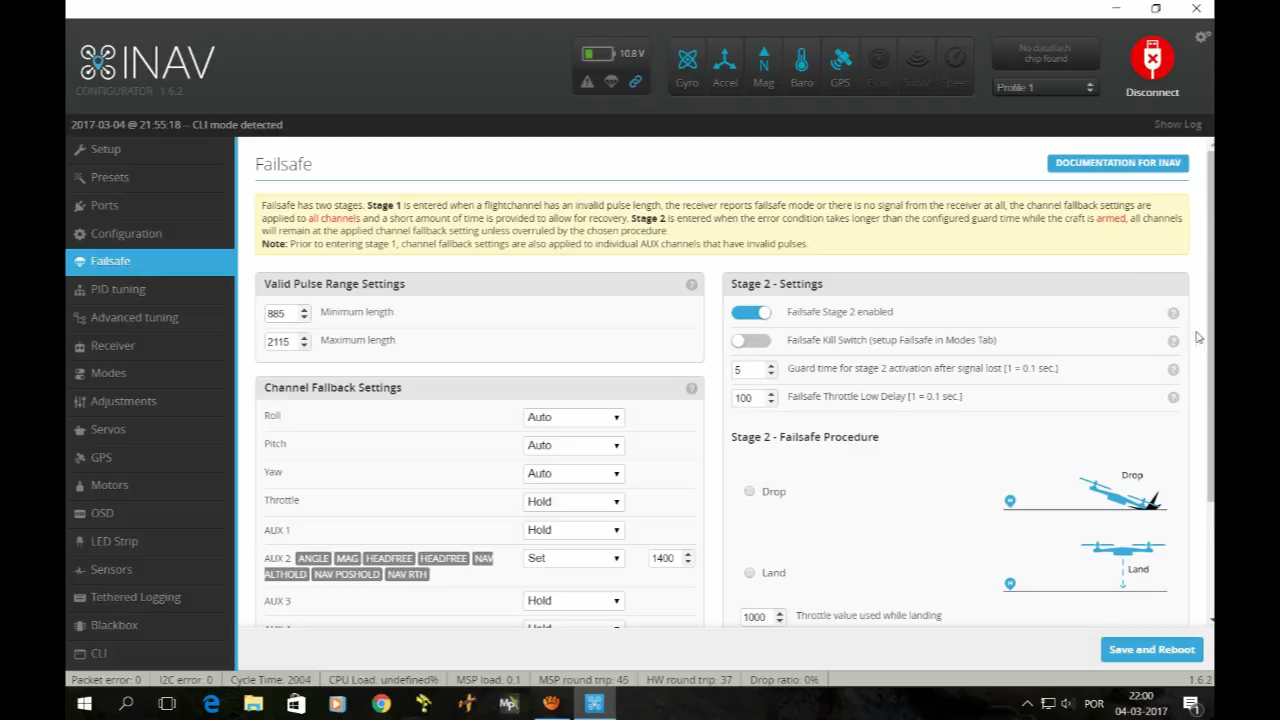 INAV
CONFIGURATOR 1.6.2
10.8 V
Gyro
Accel
Mag
Baro
GPS
No dataflash
chip found
Profile 1
Disconnect
2017-03-04 @ 21:55:18 -- CLI mode detected
Show Log
Setup
Presets
Ports
Configuration
Failsafe
PID tuning
Advanced tuning
Receiver
Modes
Adjustments
Servos
GPS
Motors
OSD
LED Strip
Sensors
Tethered Logging
Blackbox
CLI
Failsafe
DOCUMENTATION FOR INAV
Failsafe has two stages. Stage 1 is entered when a flightchannel has an invalid pulse length, the receiver reports failsafe mode or there is no signal from the receiver at all, the channel fallback settings are
applied to all channels and a short amount of time is provided to allow for recovery. Stage 2 is entered when the error condition takes longer than the configured guard time while the craft is armed, all channels
will remain at the applied channel fallback setting unless overruled by the chosen procedure.
Note: Prior to entering stage 1, channel fallback settings are also applied to individual AUX channels that have invalid pulses.
Valid Pulse Range Settings
885 Minimum length
2115 Maximum length
Channel Fallback Settings
Roll Auto
Pitch Auto
Yaw Auto
Throttle Hold
AUX 1 Hold
AUX 2 ANGLE MAG HEADFREE HEADFREE NAV Set 1400
ALTHOLD NAV POSHOLD NAV RTH
AUX 3 Hold
Stage 2 - Settings
Failsafe Stage 2 enabled
Failsafe Kill Switch (setup Failsafe in Modes Tab)
5 Guard time for stage 2 activation after signal lost [1 = 0.1 sec.]
100 Failsafe Throttle Low Delay [1 = 0.1 sec.]
Stage 2 - Failsafe Procedure
Drop
Drop
Land
Land
1000 Throttle value used while landing
Save and Reboot
Packet error: 0 I2C error: 0 Cycle Time: 2004 CPU Load: undefined% MSP load: 0.1 MSP round trip: 45 HW round trip: 37 Drop ratio: 0% 1.6.2
Mp
POR
22:00
04-03-2017
1